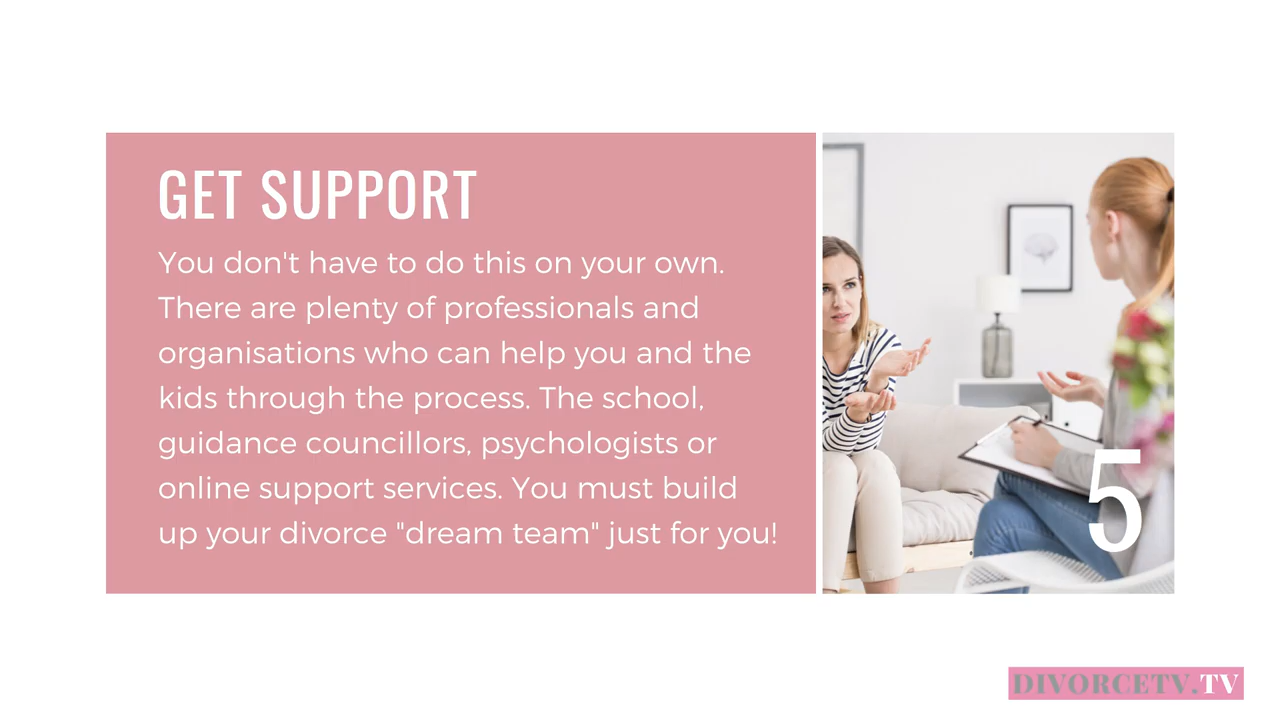 GET SUPPORT
You don't have to do this on your own.
There are plenty of professionals and
organisations who can help you and the
kids through the process. The school,
guidance councillors, psychologists or
online support services. You must build
up your divorce "dream team" just for you!
5
DIVORCETV.TV